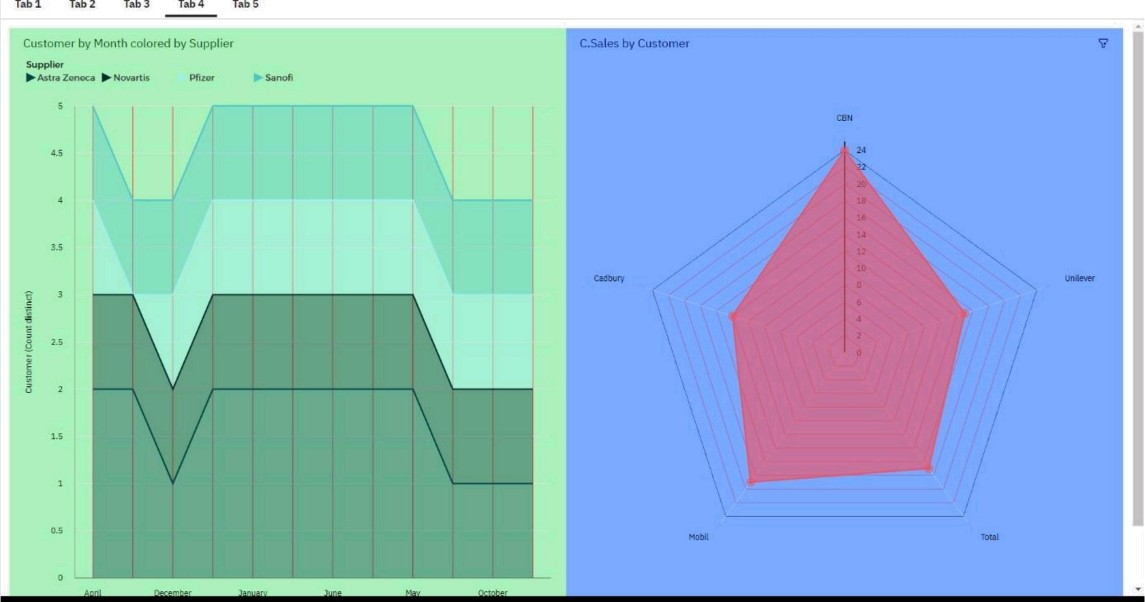 Tab 1 Tab 2 Tab 3 Tab 4 Tab 5
Customer by Month colored by Supplier
Supplier
Astra Zeneca Novartis Pfizer Sanofi
5
4.5
4
3.5
3
2.5
2
1.5
1
0.5
0
Customer (Count distinct)
April December January June May October
C.Sales by Customer
CBN
24
22
20
18
16
14
12
10
8
6
4
2
0
Cadbury
Unilever
Mobil
Total